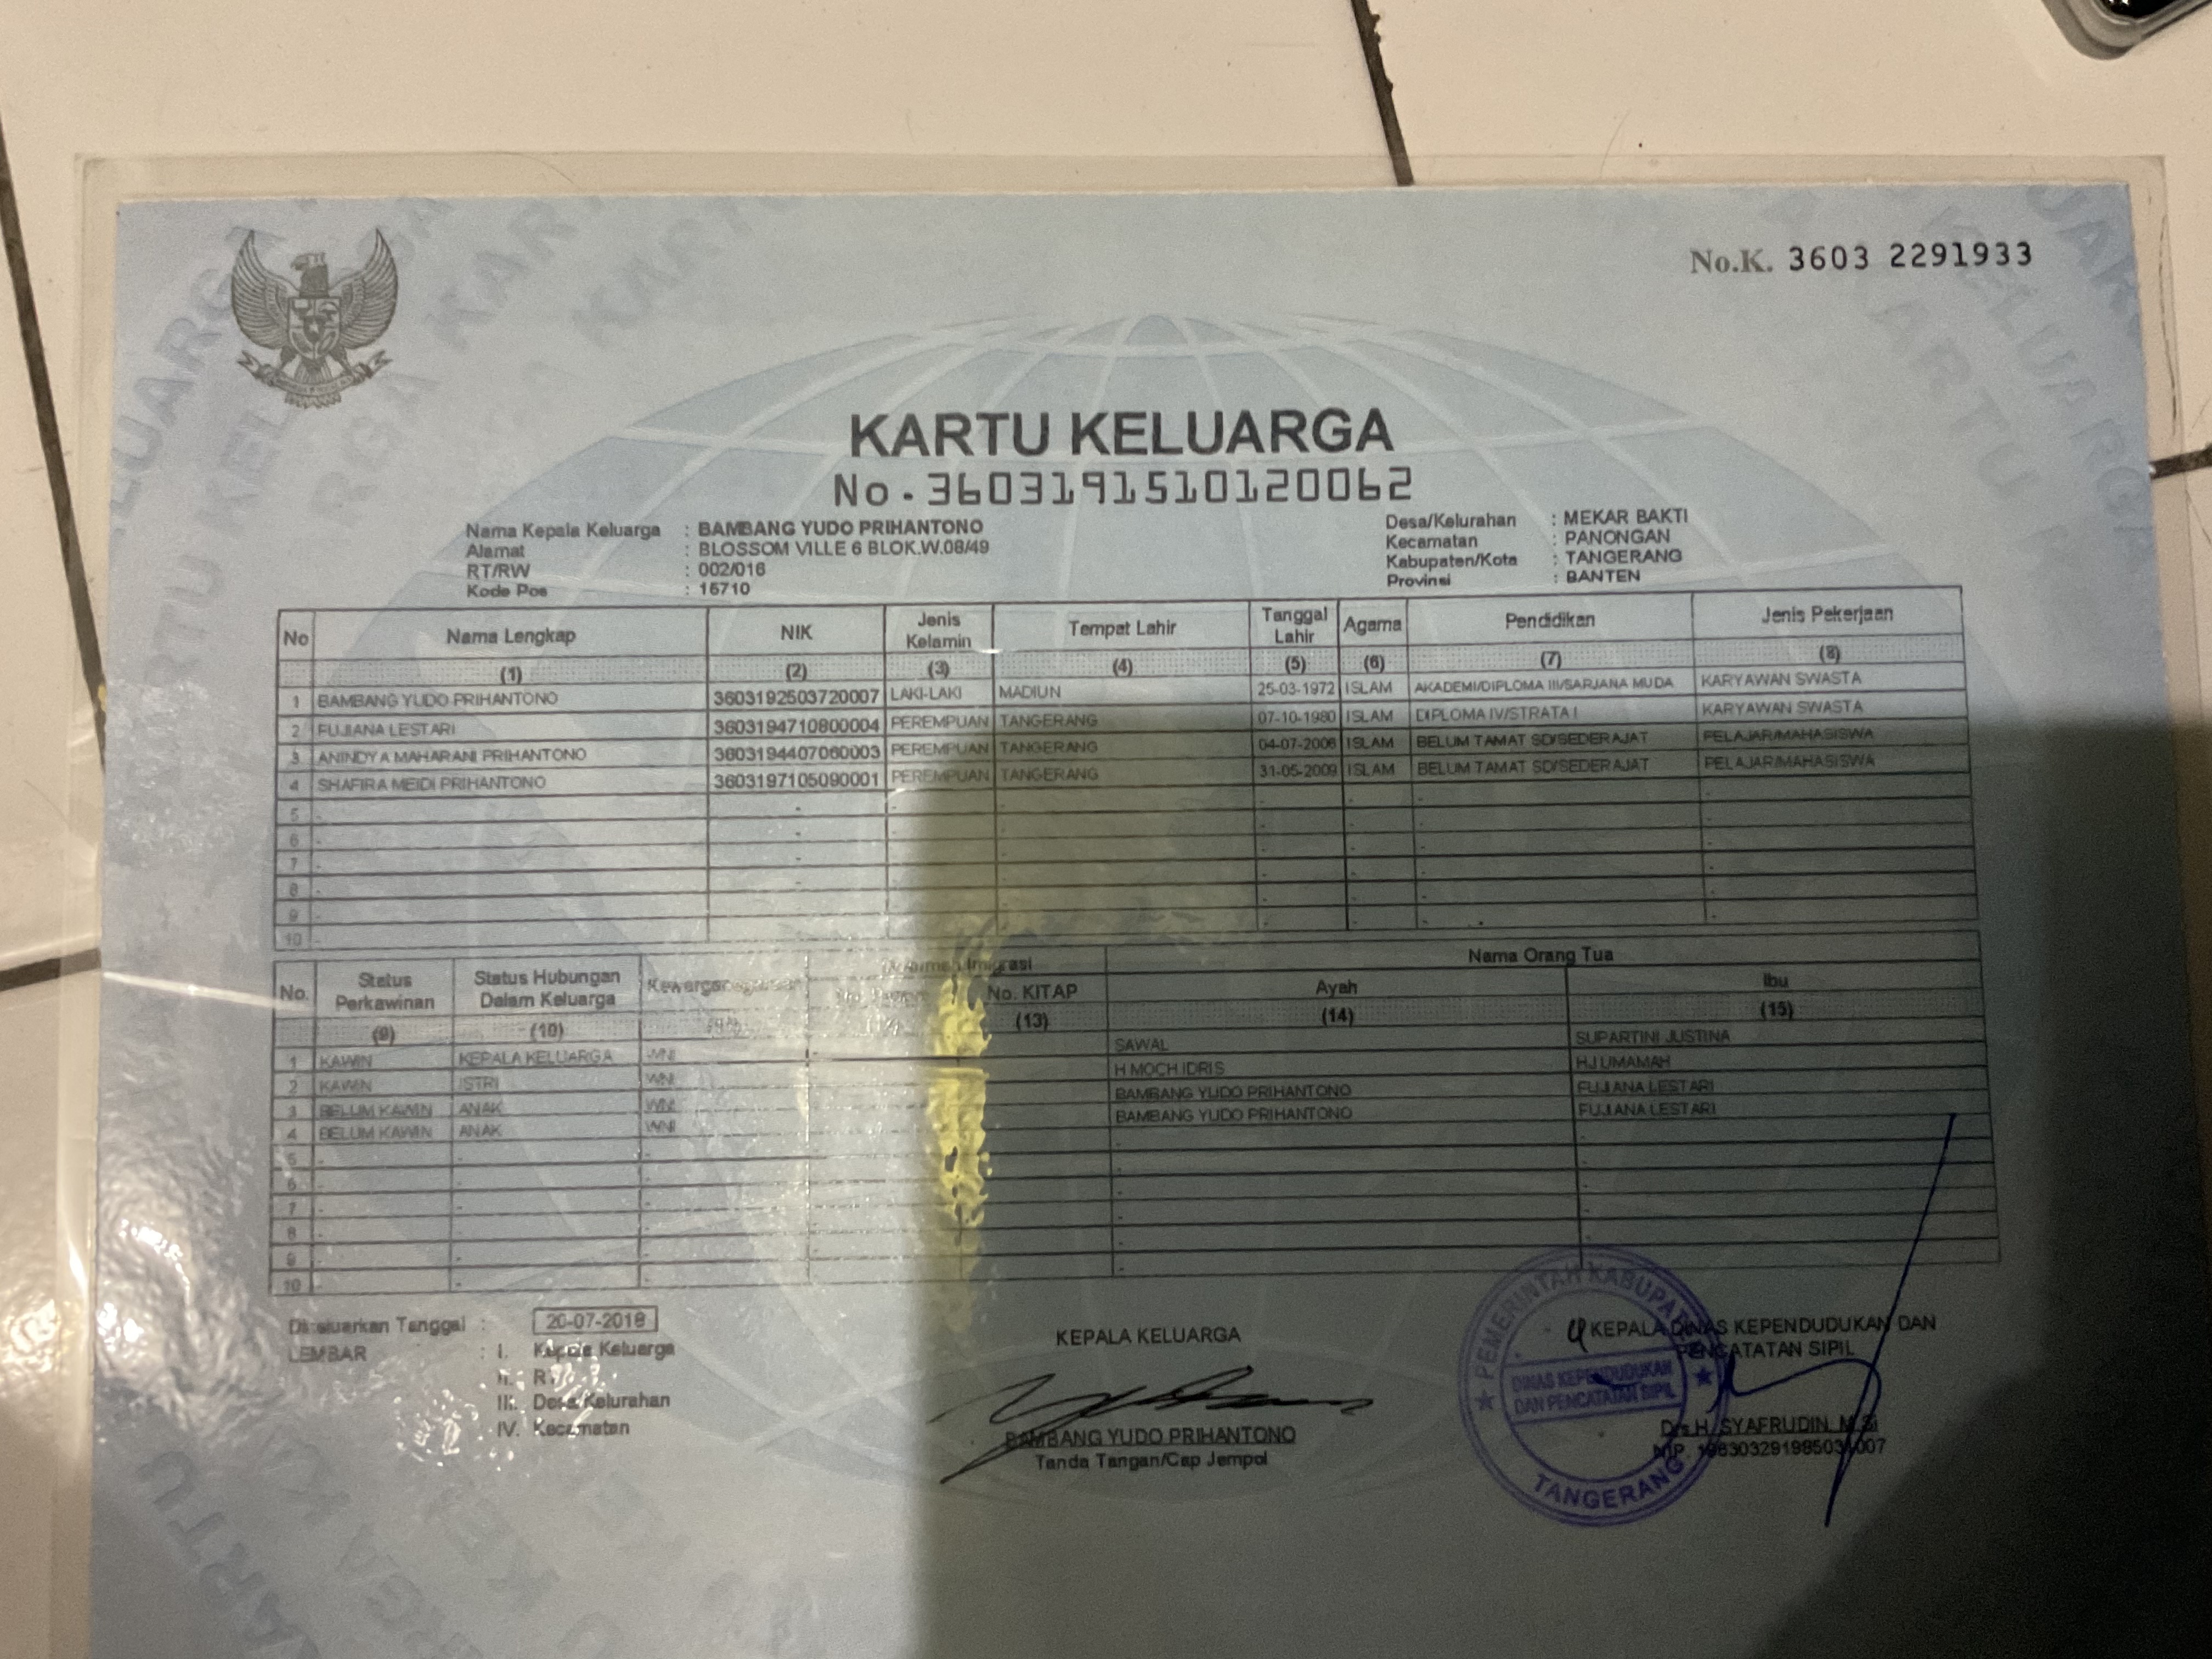 No.K. 3603 2291933
KARTU KELUARGA
No. 3603191510120062
Nama Kepala Keluarga : BAMBANG YUDO PRIHANTONO
Alamat : BLOSSOM VILLE 6 BLOK.W.08/49
RT/RW : 002/016
Kode Pos : 15710
Desa/Kelurahan : MEKAR BAKTI
Kecamatan : PANONGAN
Kabupaten/Kota : TANGERANG
Provinsi : BANTEN
No Nama Lengkap NIK Jenis Kelamin Tempat Lahir Tanggal Lahir Agama Pendidikan Jenis Pekerjaan
(1) (2) (3) (4) (5) (6) (7) (8)
1 BAMBANG YUDO PRIHANTONO 3603192503720007 LAKI-LAKI MADIUN 25-03-1972 ISLAM AKADEMI/DIPLOMA III/SARJANA MUDA KARYAWAN SWASTA
2 FUJIANA LESTARI 3603194710800004 PEREMPUAN TANGERANG 07-10-1980 ISLAM DIPLOMA IV/STRATA I KARYAWAN SWASTA
3 ANINDYA MAHARANI PRIHANTONO 3603194407060003 PEREMPUAN TANGERANG 04-07-2006 ISLAM BELUM TAMAT SD/SEDERAJAT PELAJAR/MAHASISWA
4 SHAFIRA MEIDI PRIHANTONO 3603197105090001 PEREMPUAN TANGERANG 31-05-2009 ISLAM BELUM TAMAT SD/SEDERAJAT PELAJAR/MAHASISWA
5 - - - - - - -
6 - - - - - - -
7 - - - - - - -
8 - - - - - - -
9 - - - - - - -
10 -
No. Status Perkawinan Status Hubungan Dalam Keluarga Kewarganegaraan Imigrasi No. KITAP Nama Orang Tua Ayah Ibu
(9) (10) (13) (14) (15)
1 KAWIN KEPALA KELUARGA WNI SAWAL SUPARTINI JUSTINA
2 KAWIN ISTRI WNI H MOCH IDRIS HJ UMAMAH
3 BELUM KAWIN ANAK WNI BAMBANG YUDO PRIHANTONO FUJIANA LESTARI
4 BELUM KAWIN ANAK WNI BAMBANG YUDO PRIHANTONO FUJIANA LESTARI
5 -
6 -
7 -
8 -
9 -
10 -
Dikeluarkan Tanggal : 20-07-2018
LEMBAR : I. Kepala Keluarga
II. RT
III. Desa/Kelurahan
IV. Kecamatan
KEPALA KELUARGA
BAMBANG YUDO PRIHANTONO
Tanda Tangan/Cap Jempol
KEPALA DINAS KEPENDUDUKAN DAN
PENCATATAN SIPIL
Drs.H. SYAFRUDIN. M.Si
NIP.
PEMERINTAH KABUPATEN
DINAS KEPENDUDUKAN
DAN PENCATATAN SIPIL
TANGERANG